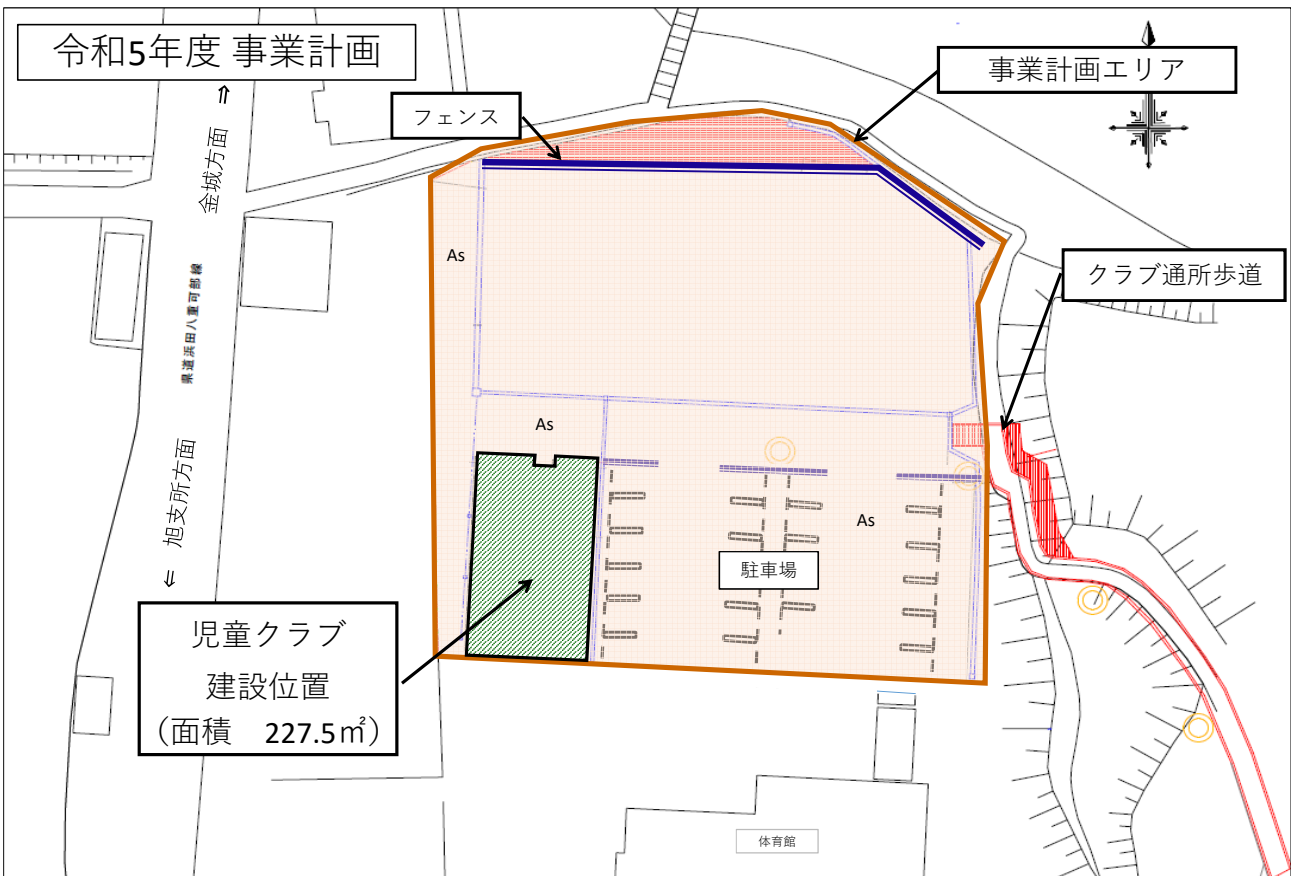 令和5年度 事業計画
事業計画エリア
フェンス
⇑
金城方面
As
クラブ通所歩道
県道浜田八重可部線
As
旭支所方面
⇓
As
駐車場
児童クラブ
建設位置
(面積 227.5㎡)
体育館